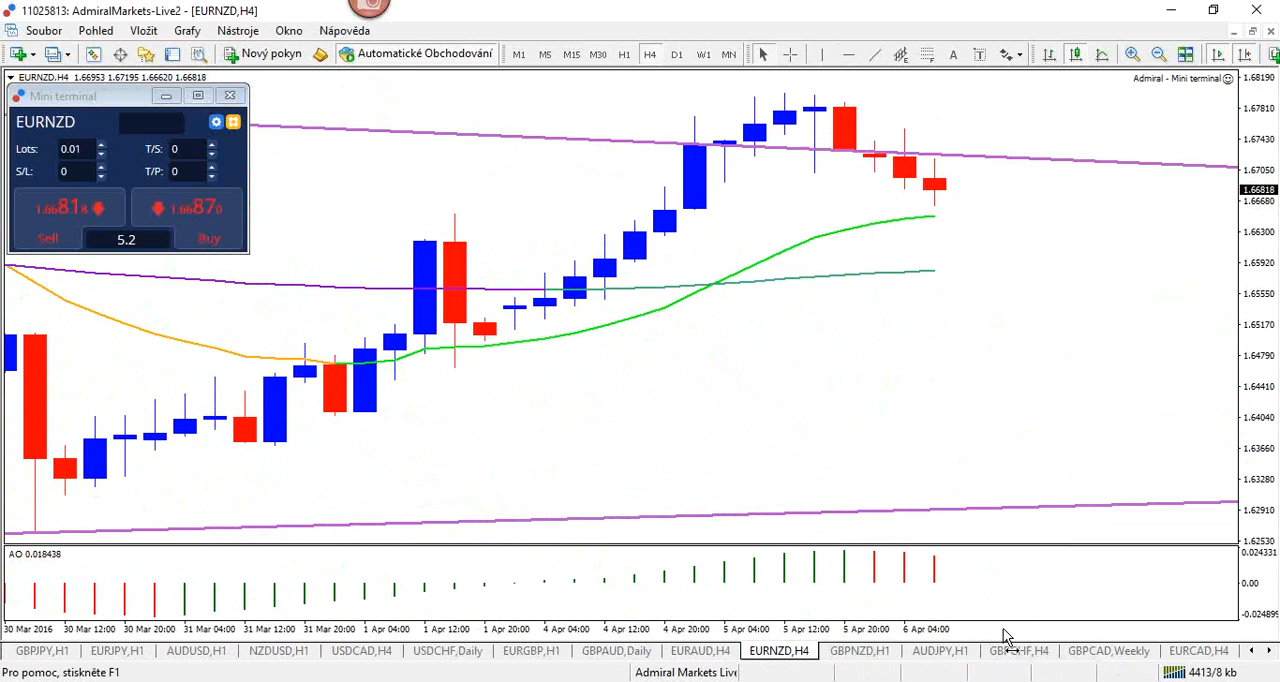 11025813: AdmiralMarkets-Live2 - [EURNZD,H4]
Soubor Pohled Vložit Grafy Nástroje Okno Nápověda
Nový pokyn Automatické Obchodování M1 M5 M15 M30 H1 H4 D1 W1 MN A T
EURNZD,H4 1.66953 1.67195 1.66620 1.66818
Admiral - Mini terminal
Mini terminal
EURNZD
Lots: 0.01 T/S: 0
S/L: 0 T/P: 0
1.66818 1.66870
Sell 5.2 Buy
1.68190
1.67810
1.67430
1.67050
1.66818
1.66680
1.66300
1.65920
1.65550
1.65170
1.64790
1.64410
1.64040
1.63660
1.63280
1.62910
1.62530
AO 0.018438
0.024331
0.00
-0.024899
30 Mar 2016 30 Mar 12:00 30 Mar 20:00 31 Mar 04:00 31 Mar 12:00 31 Mar 20:00 1 Apr 04:00 1 Apr 12:00 1 Apr 20:00 4 Apr 04:00 4 Apr 12:00 4 Apr 20:00 5 Apr 04:00 5 Apr 12:00 5 Apr 20:00 6 Apr 04:00
GBPJPY,H1 EURJPY,H1 AUDUSD,H1 NZDUSD,H1 USDCAD,H4 USDCHF,Daily EURGBP,H1 GBPAUD,Daily EURAUD,H4 EURNZD,H4 GBPNZD,H1 AUDJPY,H1 GBPCHF,H4 GBPCAD,Weekly EURCAD,H4
Pro pomoc, stiskněte F1 Admiral Markets Live 4413/8 kb